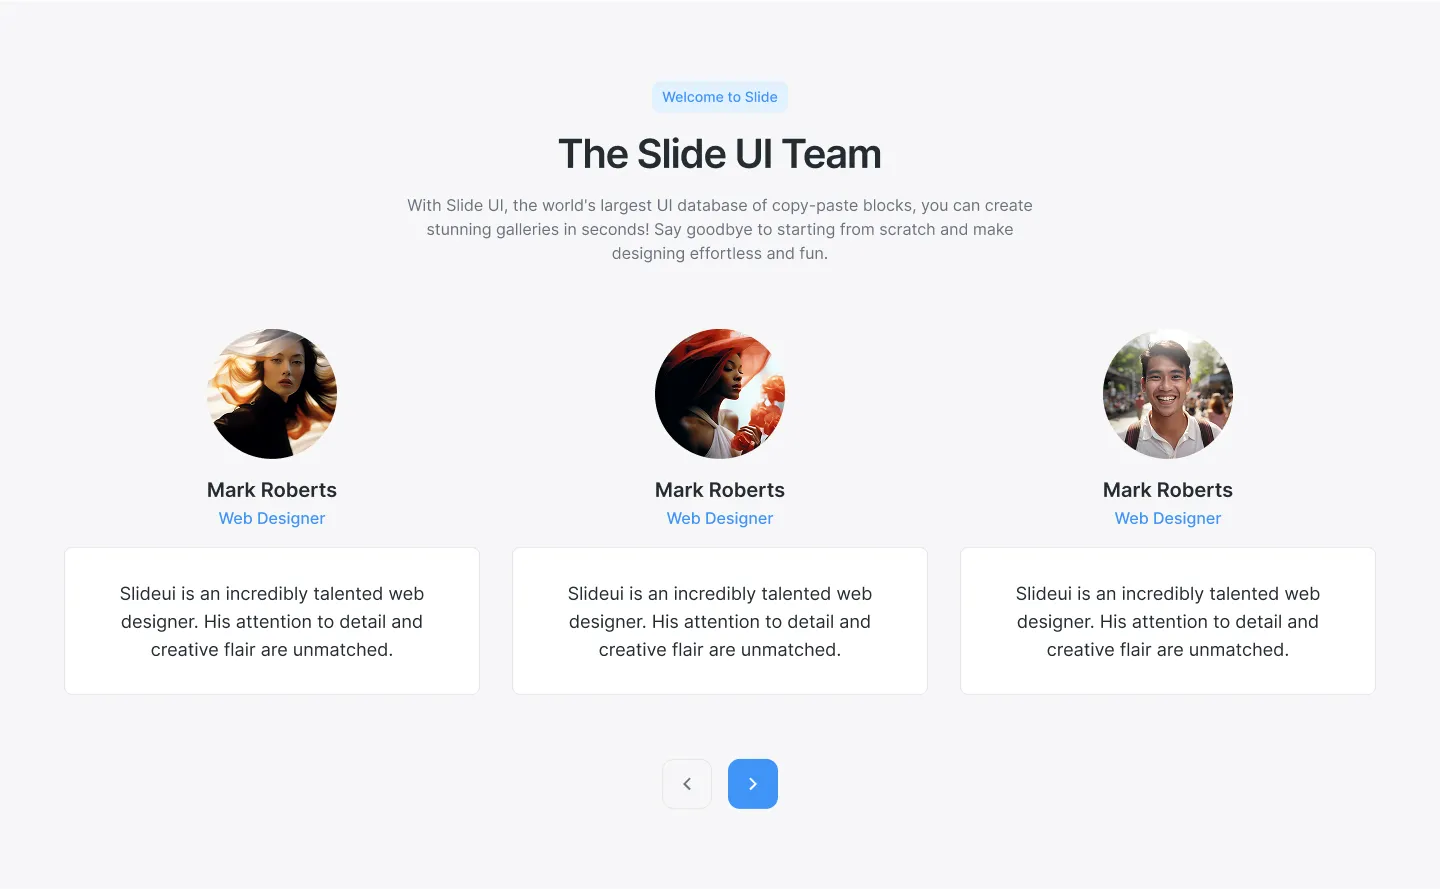 Welcome to Slide
The Slide UI Team
With Slide UI, the world's largest UI database of copy-paste blocks, you can create
stunning galleries in seconds! Say goodbye to starting from scratch and make
designing effortless and fun.
Mark Roberts
Web Designer
Slideui is an incredibly talented web
designer. His attention to detail and
creative flair are unmatched.
Mark Roberts
Web Designer
Slideui is an incredibly talented web
designer. His attention to detail and
creative flair are unmatched.
Mark Roberts
Web Designer
Slideui is an incredibly talented web
designer. His attention to detail and
creative flair are unmatched.